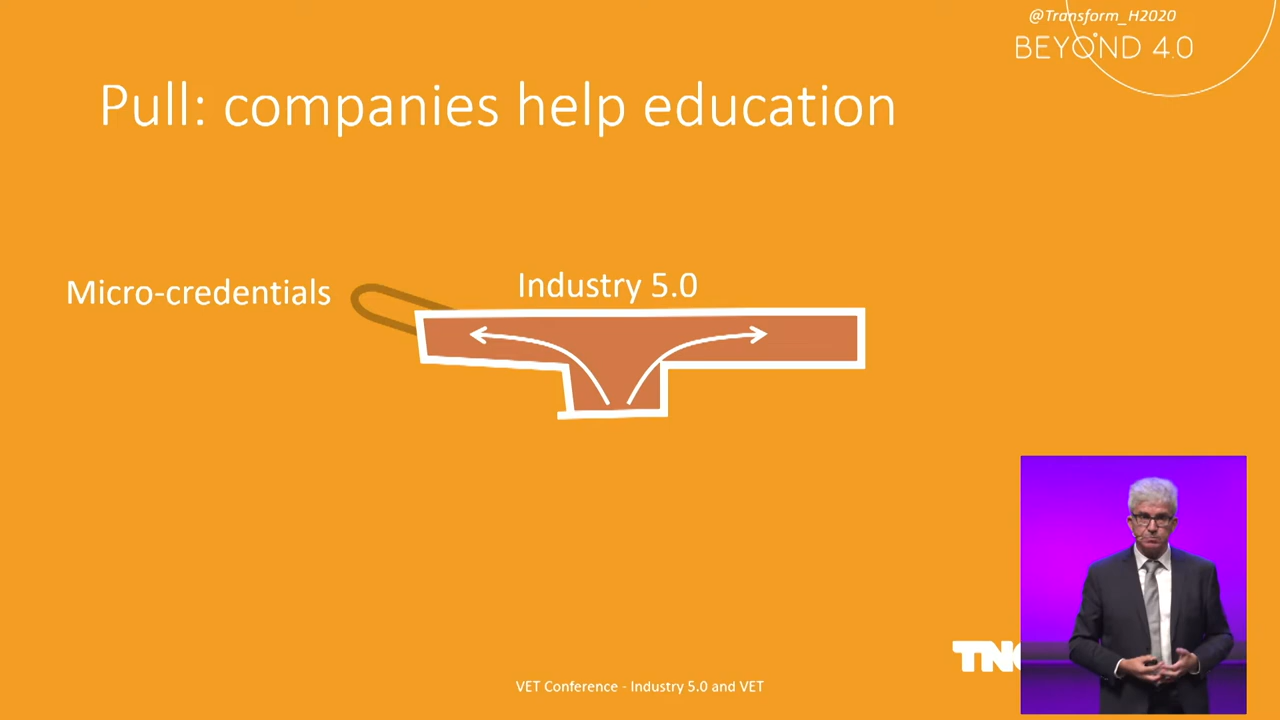 @Transform_H2020
BEYOND 4.0
Pull: companies help education
Micro-credentials
Industry 5.0
VET Conference - Industry 5.0 and VET